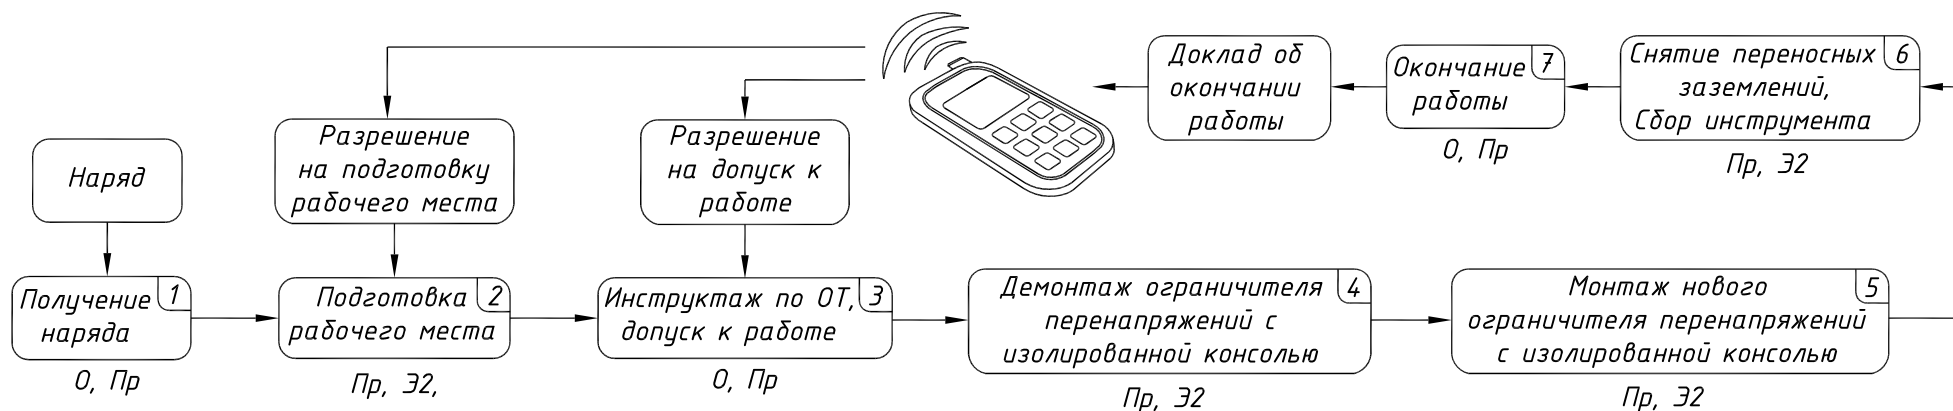 Наряд
Получение 1
наряда
О, Пр
Разрешение
на подготовку
рабочего места
Подготовка 2
рабочего места
Пр, Э2,
Разрешение
на допуск к
работе
Инструктаж по ОТ, 3
допуск к работе
О, Пр
Демонтаж ограничителя 4
перенапряжений с
изолированной консолью
Пр, Э2
Монтаж нового 5
ограничителя перенапряжений
с изолированной консолью
Пр, Э2
Снятие переносных 6
заземлений,
Сбор инструмента
Пр, Э2
Окончание 7
работы
О, Пр
Доклад об
окончании
работы